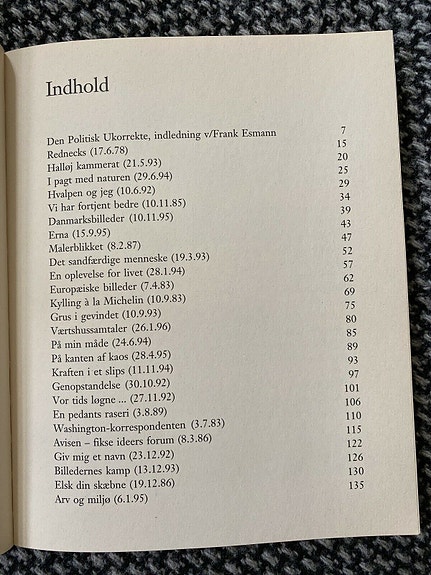 Indhold
Den Politisk Ukorrekte, indledning v/Frank Esmann 7
Rednecks (17.6.78) 15
Halløj kammerat (21.5.93) 20
I pagt med naturen (29.6.94) 25
Hvalpen og jeg (10.6.92) 29
Vi har fortjent bedre (10.11.85) 34
Danmarksbilleder (10.11.95) 39
Erna (15.9.95) 43
Malerblikket (8.2.87) 47
Det sandfærdige menneske (19.3.93) 52
En oplevelse for livet (28.1.94) 57
Europæiske billeder (7.4.83) 62
Kylling à la Michelin (10.9.83) 69
Grus i gevindet (10.9.93) 75
Værtshussamtaler (26.1.96) 80
På min måde (24.6.94) 85
På kanten af kaos (28.4.95) 89
Kraften i et slips (11.11.94) 93
Genopstandelse (30.10.92) 97
Vor tids løgne ... (27.11.92) 101
En pedants raseri (3.8.89) 106
Washington-korrespondenten (3.7.83) 110
Avisen – fikse ideers forum (8.3.86) 115
Giv mig et navn (23.12.92) 122
Billedernes kamp (13.12.93) 126
Elsk din skæbne (19.12.86) 130
Arv og miljø (6.1.95) 135